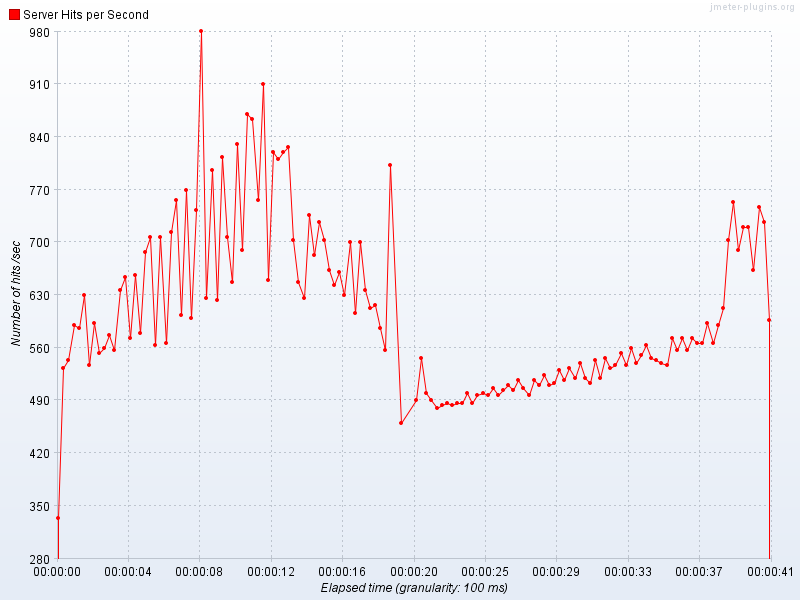 jmeter-plugins.org
Server Hits per Second
980
910
840
770
700
630
560
490
420
350
280
Number of hits /sec
00:00:00 00:00:04 00:00:08 00:00:12 00:00:16 00:00:20 00:00:25 00:00:29 00:00:33 00:00:37 00:00:41
Elapsed time (granularity: 100 ms)